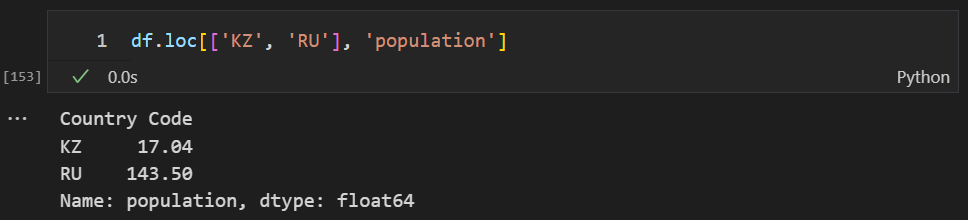 1 df.loc[['KZ', 'RU'], 'population']
[153] 0.0s Python
... Country Code
KZ 17.04
RU 143.50
Name: population, dtype: float64